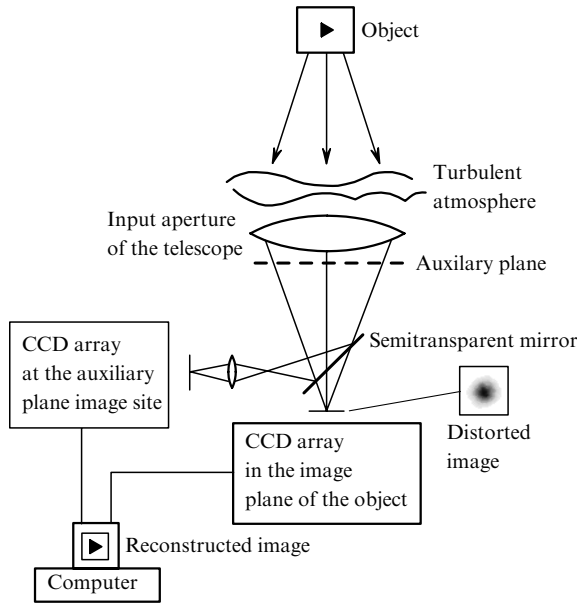 Object
Turbulent
atmosphere
Input aperture
of the telescope
Auxilary plane
Semitransparent mirror
CCD array
at the auxiliary
plane image site
Distorted
image
CCD array
in the image
plane of the object
Reconstructed image
Computer